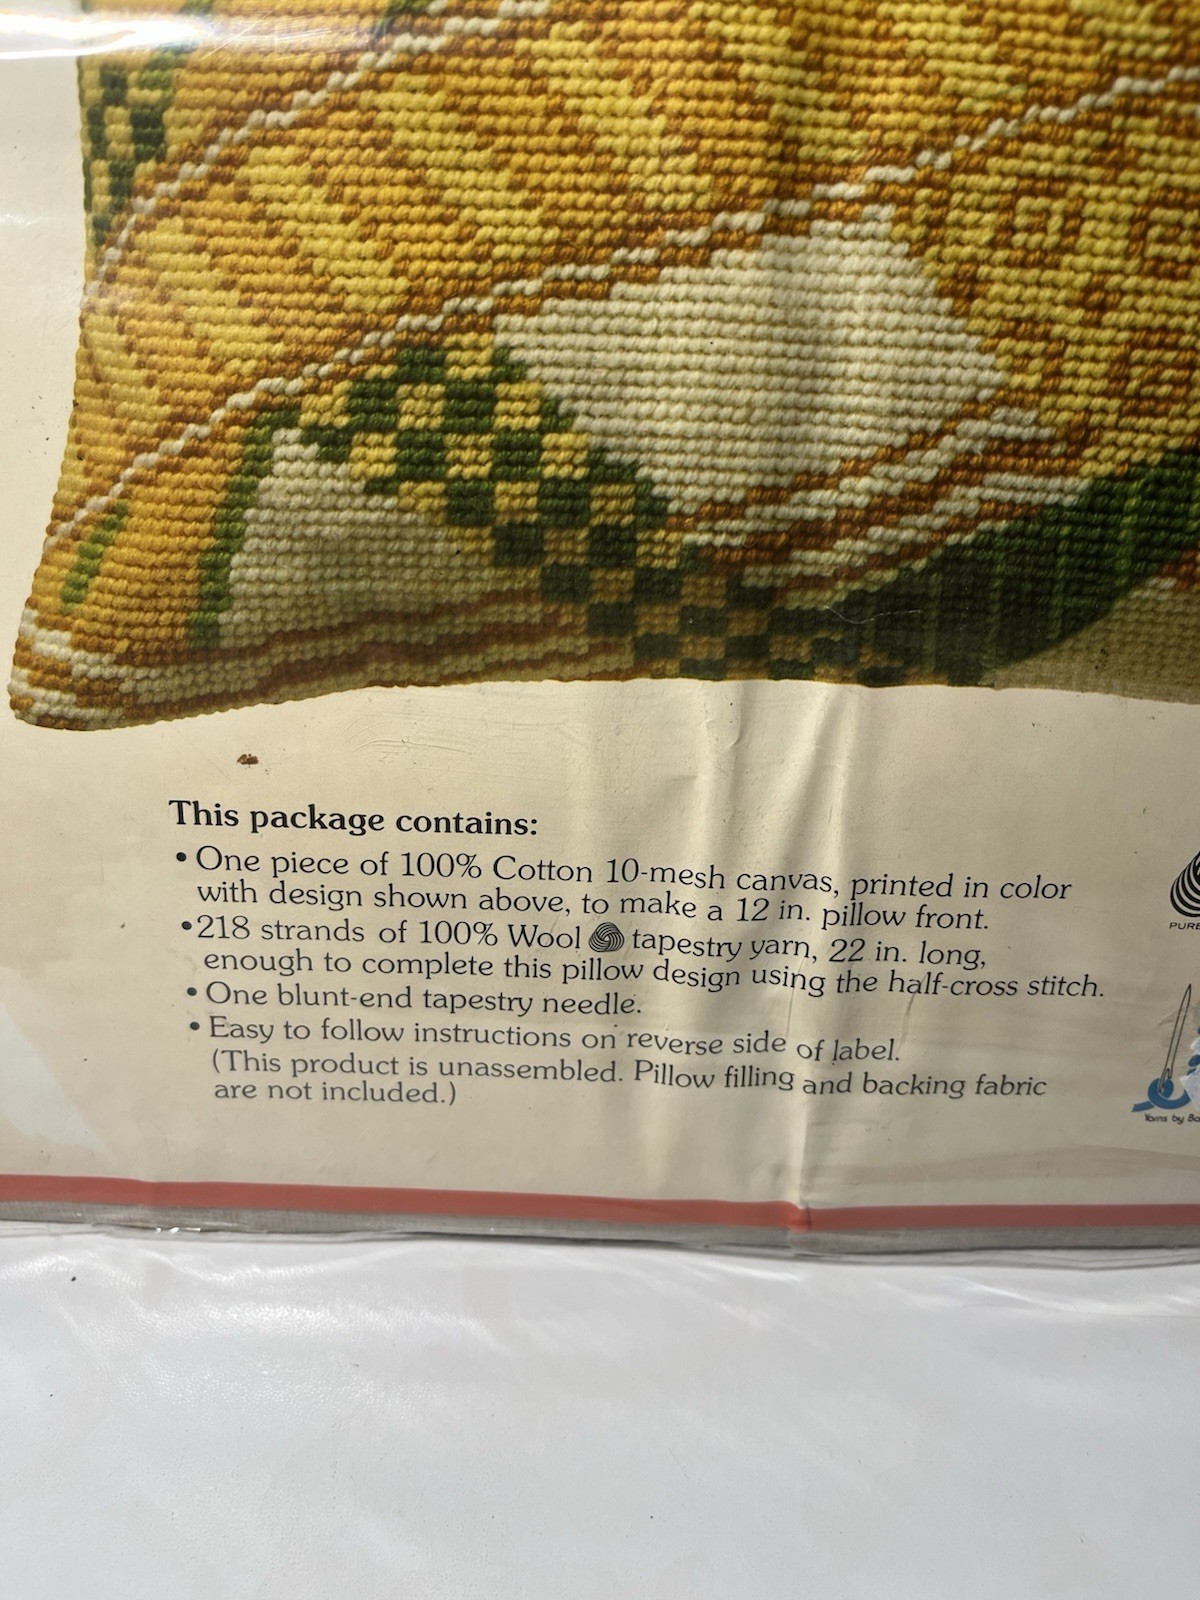 This package contains:
• One piece of 100% Cotton 10-mesh canvas, printed in color
with design shown above, to make a 12 in. pillow front.
• 218 strands of 100% Wool tapestry yarn, 22 in. long,
enough to complete this pillow design using the half-cross stitch.
• One blunt-end tapestry needle.
• Easy to follow instructions on reverse side of label.
(This product is unassembled. Pillow filling and backing fabric
are not included.)
PURE
Yarns by